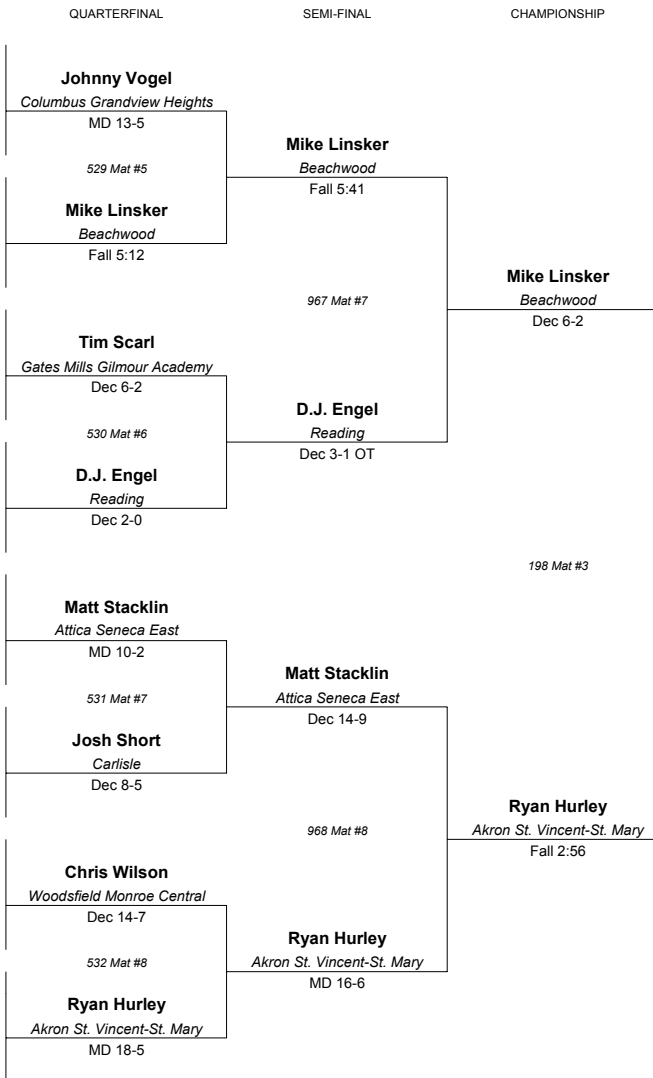 QUARTERFINAL SEMI-FINAL CHAMPIONSHIP
Johnny Vogel
Columbus Grandview Heights
MD 13-5
Mike Linsker
529 Mat #5
Beachwood
Fall 5:41
Mike Linsker
Beachwood
Fall 5:12
Mike Linsker
967 Mat #7
Beachwood
Dec 6-2
Tim Scarl
Gates Mills Gilmour Academy
Dec 6-2
D.J. Engel
530 Mat #6
Reading
Dec 3-1 OT
D.J. Engel
Reading
Dec 2-0
198 Mat #3
Matt Stacklin
Attica Seneca East
MD 10-2
Matt Stacklin
531 Mat #7
Attica Seneca East
Dec 14-9
Josh Short
Carlisle
Dec 8-5
Ryan Hurley
968 Mat #8
Akron St. Vincent-St. Mary
Fall 2:56
Chris Wilson
Woodsfield Monroe Central
Dec 14-7
Ryan Hurley
532 Mat #8
Akron St. Vincent-St. Mary
MD 16-6
Ryan Hurley
Akron St. Vincent-St. Mary
MD 18-5